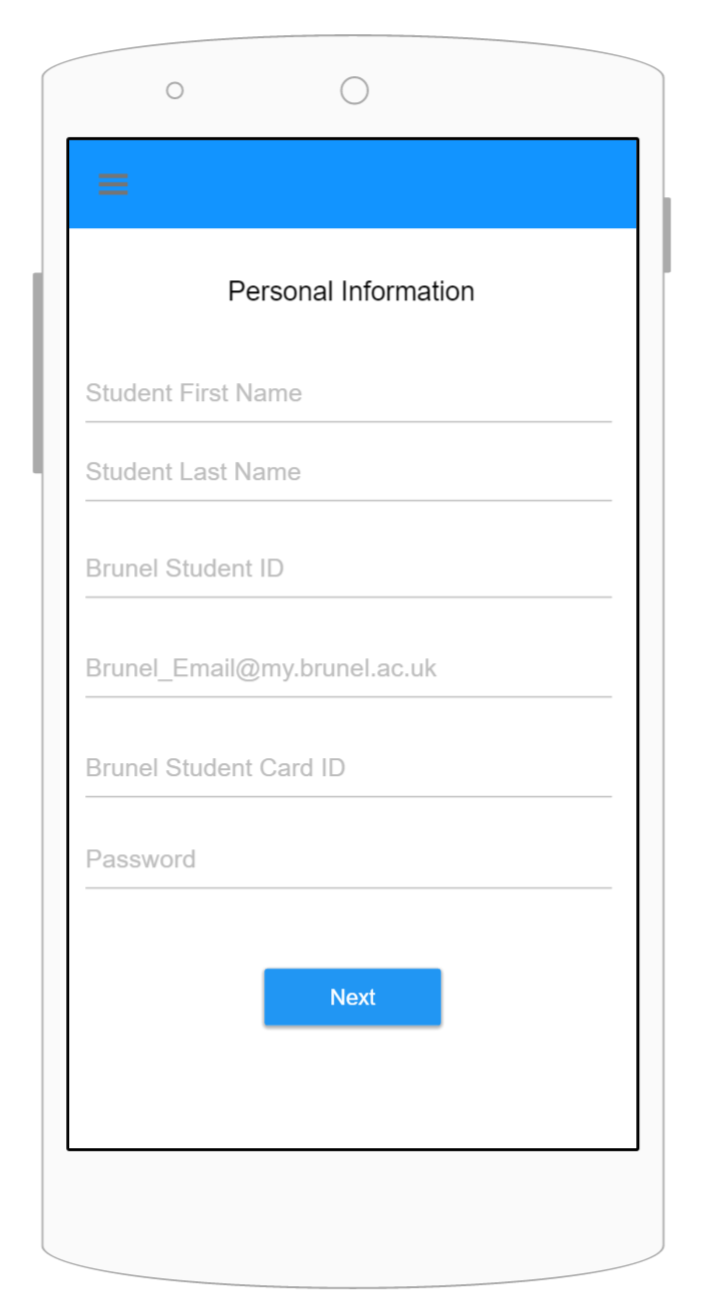 Personal Information
Student First Name
Student Last Name
Brunel Student ID
Brunel_Email@my.brunel.ac.uk
Brunel Student Card ID
Password
Next